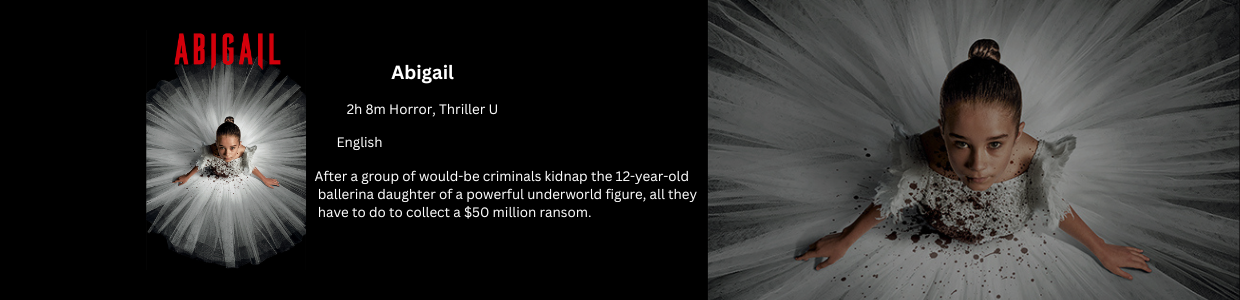 ABIGAIL
Abigail
2h 8m Horror, Thriller U
English
After a group of would-be criminals kidnap the 12-year-old
ballerina daughter of a powerful underworld figure, all they
have to do to collect a $50 million ransom.